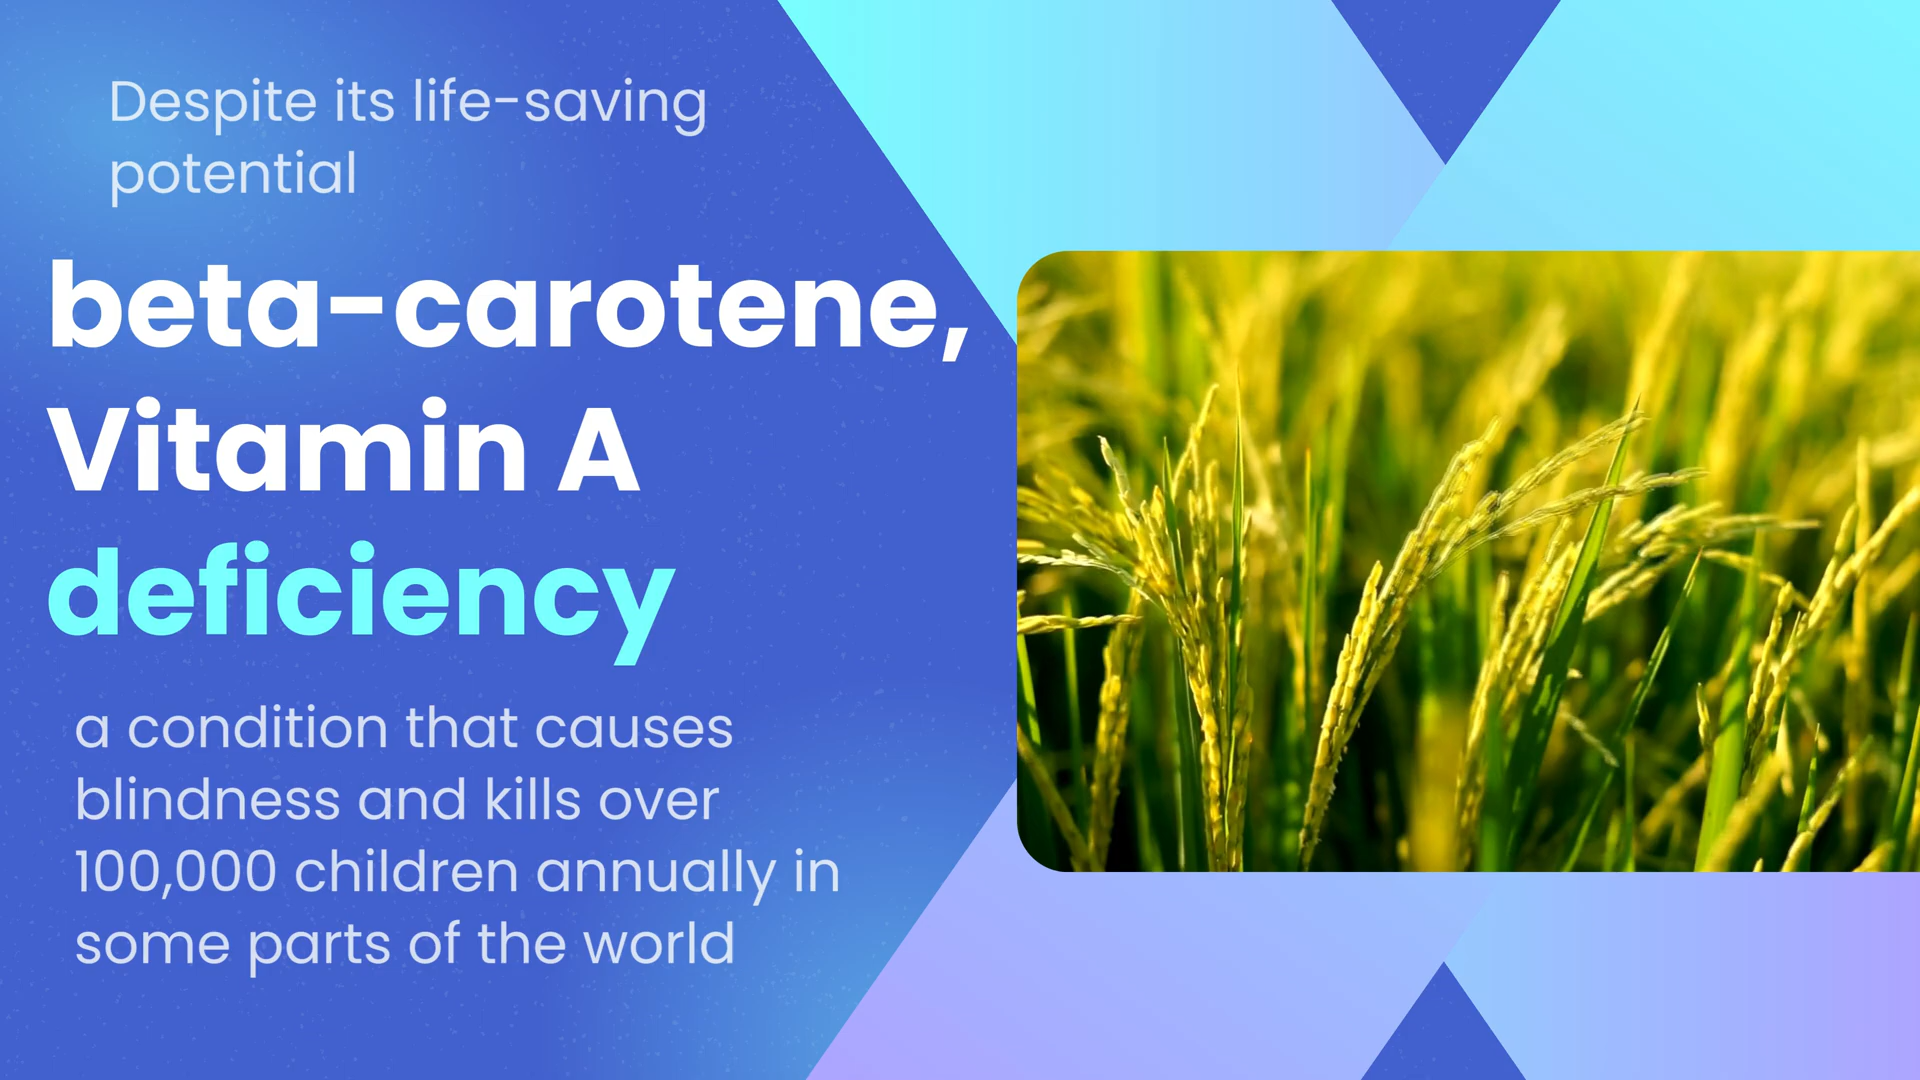 Despite its life-saving
potential
beta-carotene,
Vitamin A
deficiency
a condition that causes
blindness and kills over
100,000 children annually in
some parts of the world